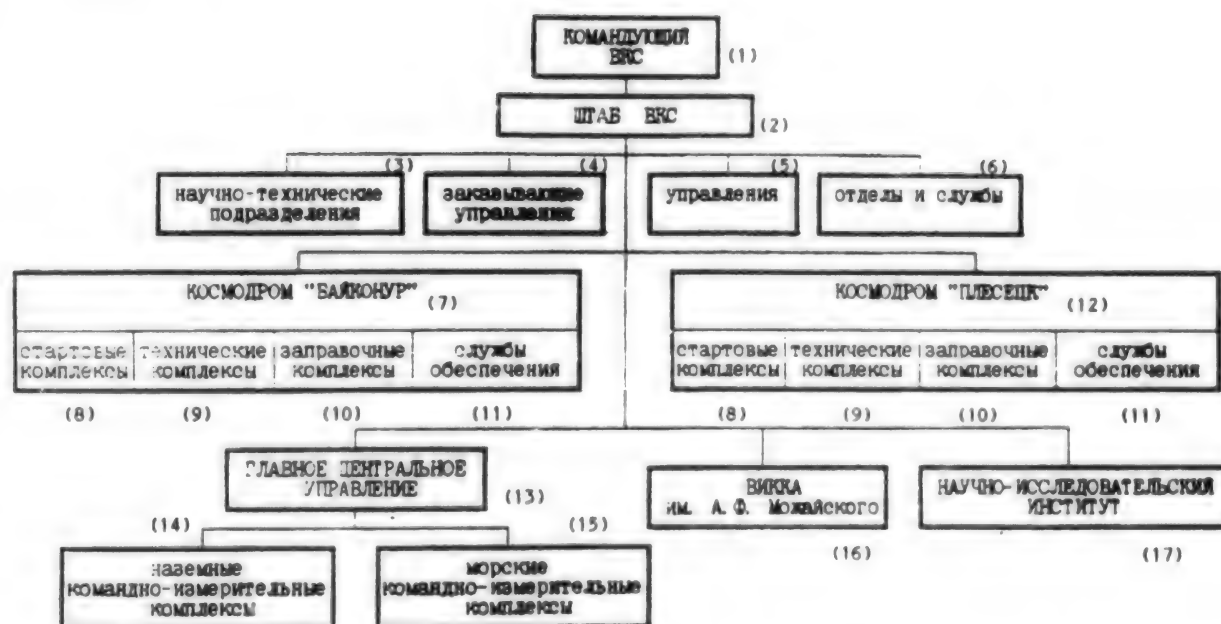 КОМАНДУЮЩИЙ
ВКС
(1)
ШТАБ ВКС
(2)
(3)
(4)
(5)
(6)
научно-технические
подразделения
заказывающие
управления
управления
отделы и службы
КОСМОДРОМ "БАЙКОНУР"
(7)
КОСМОДРОМ "ПЛЕСЕЦК"
(12)
стартовые
комплексы
технические
комплексы
заправочные
комплексы
службы
обеспечения
стартовые
комплексы
технические
комплексы
заправочные
комплексы
службы
обеспечения
(8)
(9)
(10)
(11)
(8)
(9)
(10)
(11)
ГЛАВНОЕ ЦЕНТРАЛЬНОЕ
УПРАВЛЕНИЕ
(13)
ВИККА
им. А.Ф. Можайского
(16)
НАУЧНО-ИССЛЕДОВАТЕЛЬСКИЙ
ИНСТИТУТ
(17)
(14)
(15)
наземные
командно-измерительные
комплексы
морские
командно-измерительные
комплексы